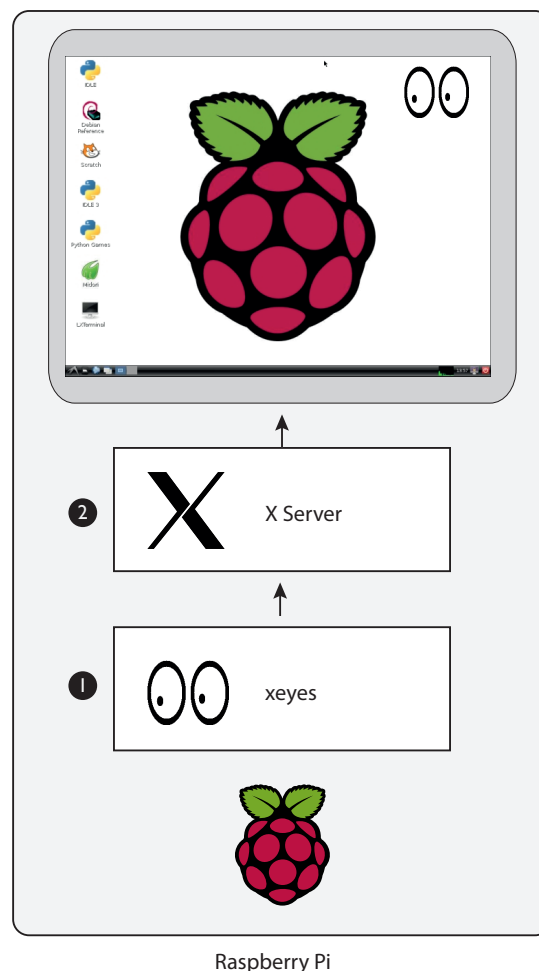 IDLE
Debian
Reference
Scratch
IDLE 3
Python Games
Midori
LXTerminal
2
X Server
1
xeyes
Raspberry Pi